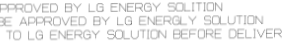 PPROVED BY LG ENERGY SOLITION
BE APPROVED BY LG ENERGLY SOLUTION
TO LG ENERGY SOLUTION BEFORE DELIVER